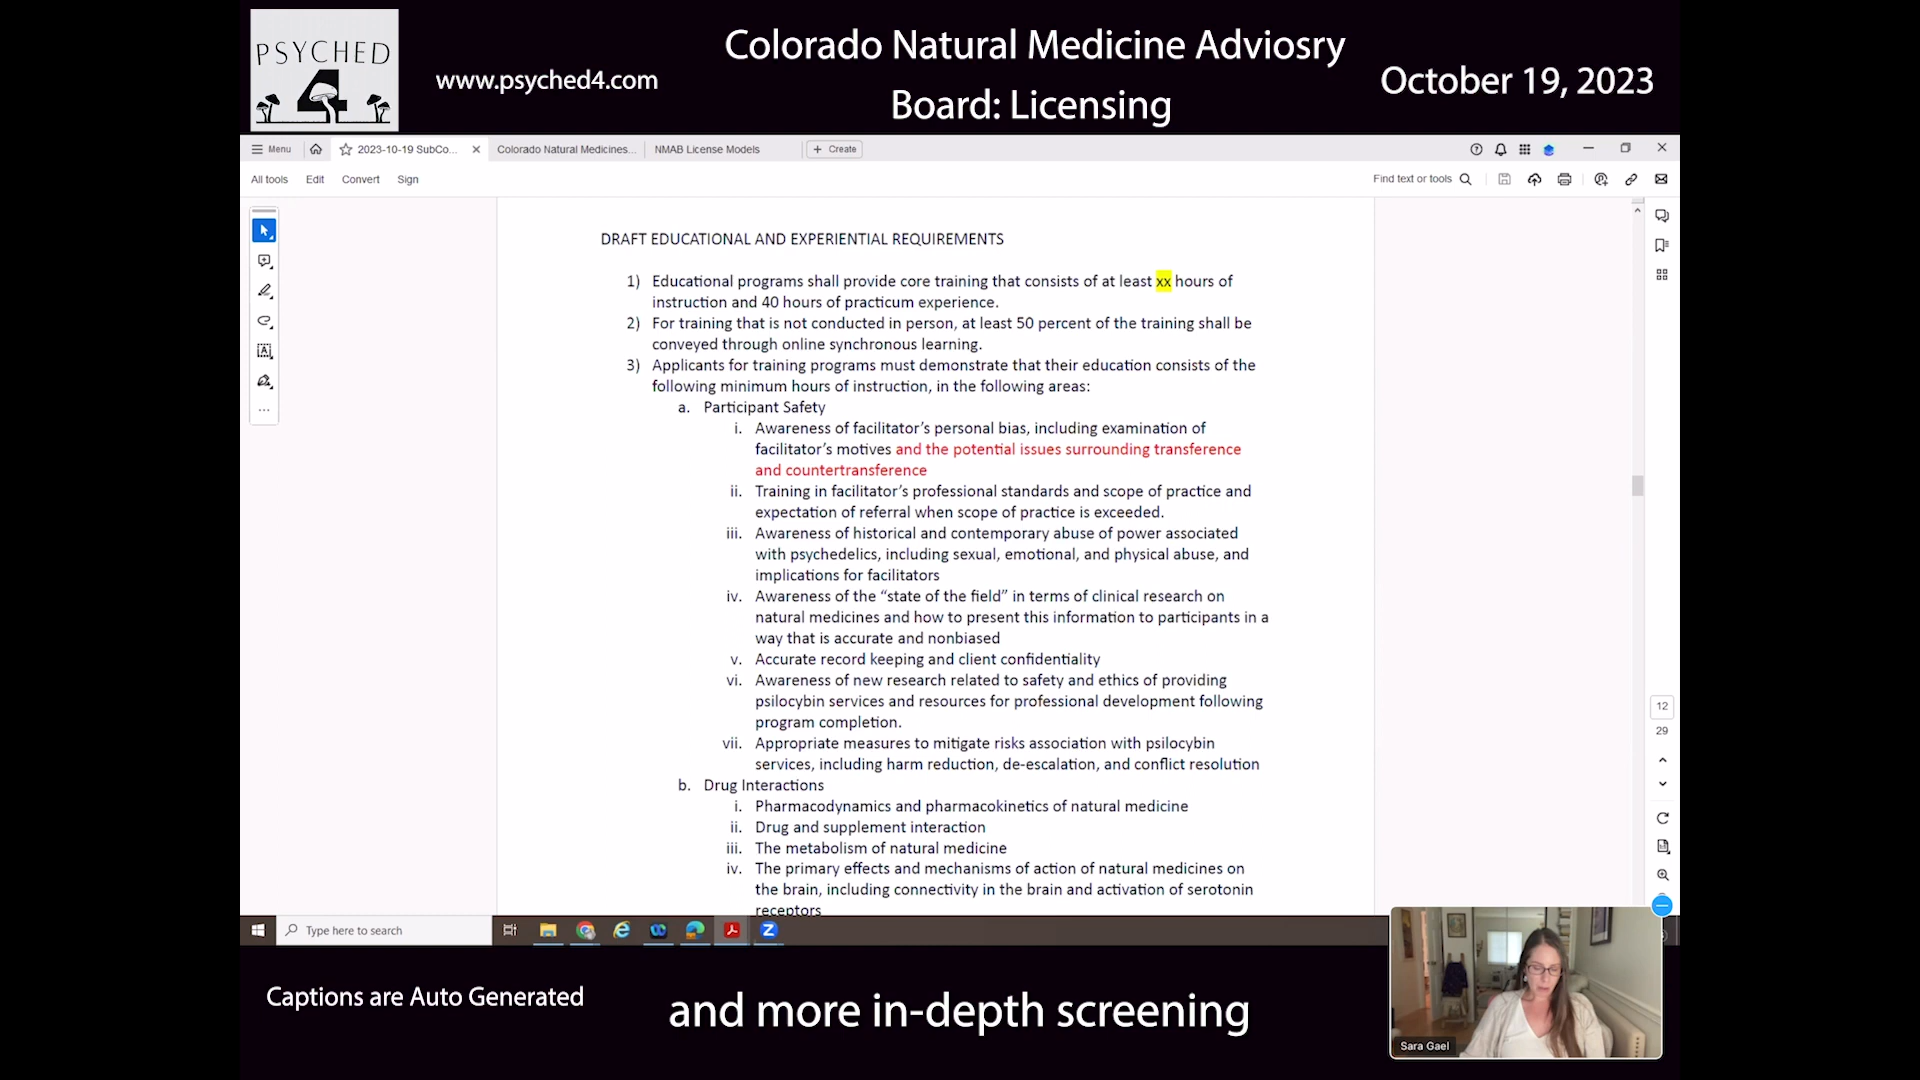 PSYCHED
4
www.psyched4.com
Colorado Natural Medicine Adviosry
Board: Licensing
October 19, 2023
Menu
2023-10-19 SubCo...
Colorado Natural Medicines...
NMAB License Models
Create
All tools
Edit
Convert
Sign
Find text or tools
DRAFT EDUCATIONAL AND EXPERIENTIAL REQUIREMENTS
1) Educational programs shall provide core training that consists of at least xx hours of
instruction and 40 hours of practicum experience.
2) For training that is not conducted in person, at least 50 percent of the training shall be
conveyed through online synchronous learning.
3) Applicants for training programs must demonstrate that their education consists of the
following minimum hours of instruction, in the following areas:
a. Participant Safety
i. Awareness of facilitator’s personal bias, including examination of
facilitator’s motives and the potential issues surrounding transference
and countertransference
ii. Training in facilitator’s professional standards and scope of practice and
expectation of referral when scope of practice is exceeded.
iii. Awareness of historical and contemporary abuse of power associated
with psychedelics, including sexual, emotional, and physical abuse, and
implications for facilitators
iv. Awareness of the “state of the field” in terms of clinical research on
natural medicines and how to present this information to participants in a
way that is accurate and nonbiased
v. Accurate record keeping and client confidentiality
vi. Awareness of new research related to safety and ethics of providing
psilocybin services and resources for professional development following
program completion.
vii. Appropriate measures to mitigate risks association with psilocybin
services, including harm reduction, de-escalation, and conflict resolution
b. Drug Interactions
i. Pharmacodynamics and pharmacokinetics of natural medicine
ii. Drug and supplement interaction
iii. The metabolism of natural medicine
iv. The primary effects and mechanisms of action of natural medicines on
the brain, including connectivity in the brain and activation of serotonin
receptors
12
29
Type here to search
Captions are Auto Generated
and more in-depth screening
Sara Gael